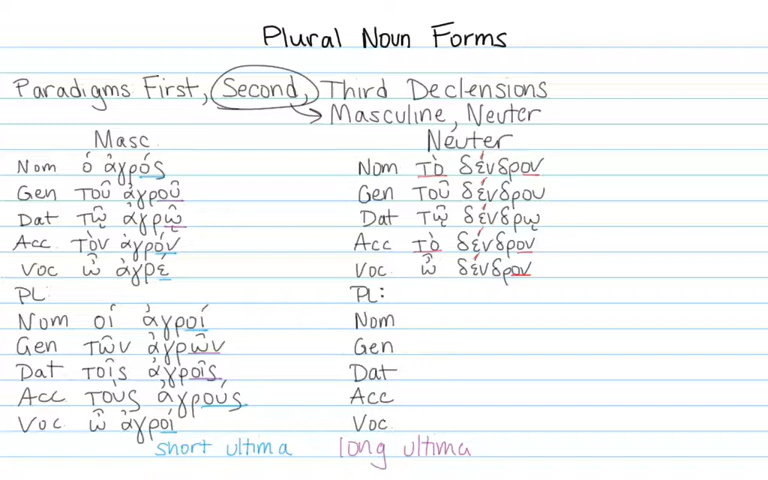 Plural Noun Forms
Paradigms First, Second, Third Declensions
Masculine, Neuter
Masc
Nom ὁ ἀγρός
Gen τοῦ ἀγροῦ
Dat τῷ ἀγρῷ
Acc. τὸν ἀγρόν
Voc ὦ ἀγρέ
PL:
Nom οἱ ἀγροί
Gen τῶν ἀγρῶν
Dat τοῖς ἀγροῖς
Acc τοὺς ἀγρούς
Voc ὦ ἀγροί
Neuter
Nom τὸ δένδρον
Gen τοῦ δένδρου
Dat τῷ δένδρῳ
Acc τὸ δένδρον
Voc ὦ δένδρον
PL:
Nom
Gen
Dat
Acc
Voc
short ultima long ultima